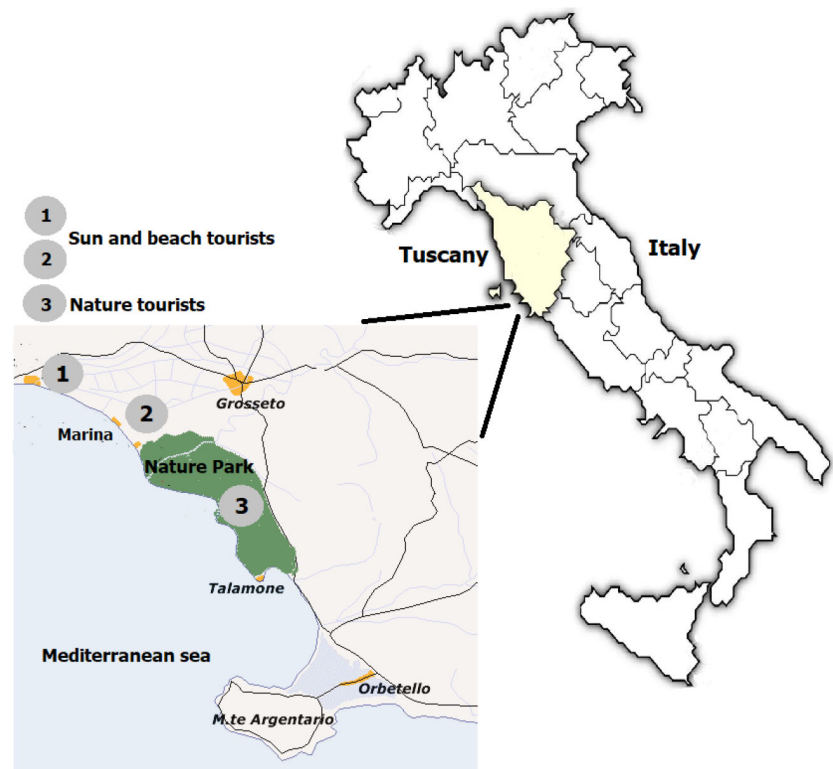 1
Sun and beach tourists
2
3 Nature tourists
Tuscany
Italy
1
2
Grosseto
Marina
Nature Park
3
Talamone
Mediterranean sea
Orbetello
M.te Argentario